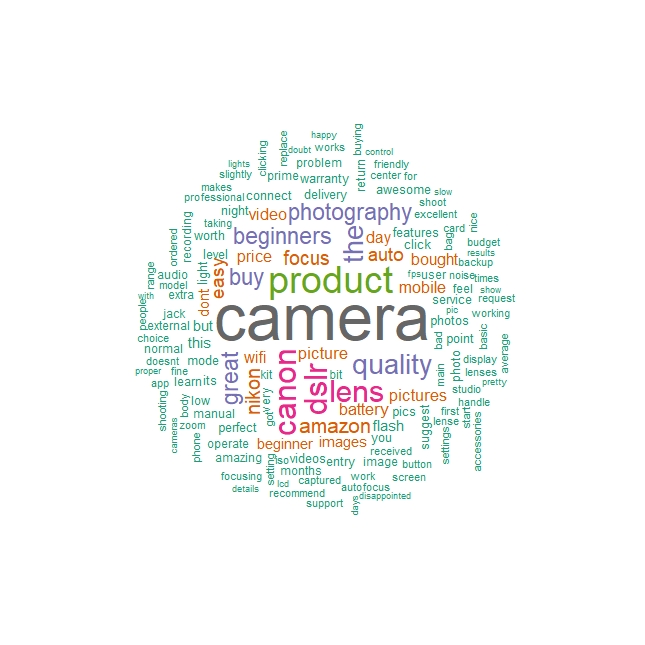 happy
doubt works
control
buying
replace
clicking
lights
slightly
problem
friendly
prime warranty
return
center for
makes
professional connect delivery
awesome slow
night video photography
shoot
excellent
taking
recording
ordered
worth beginners the day
features
card
bag
nice
click
budget
level price focus auto bought
results
backup
range
audio
model
light
easy buy product mobile
fps user noise times
extra
dont
feel
show
with
people
service request
jack
external but camera photos
pic
working
choice
this
bad point
basic
normal
doesnt mode
great wifi canon picture quality
main
photo
display
average
proper fine
learn its
nikon kit dslr bit lens
lenses
pretty
app
shooting
body
low
very
battery pictures
studio
handle
manual
got
pics
first
start
cameras
zoom
perfect amazon flash
suggest
lense
accessories
phone
operate beginner images you
settings
amazing
setting
iso videos entry image
received
button
focusing
months
captured work screen
details
lcd
recommend
autofocus
support
days
disappointed